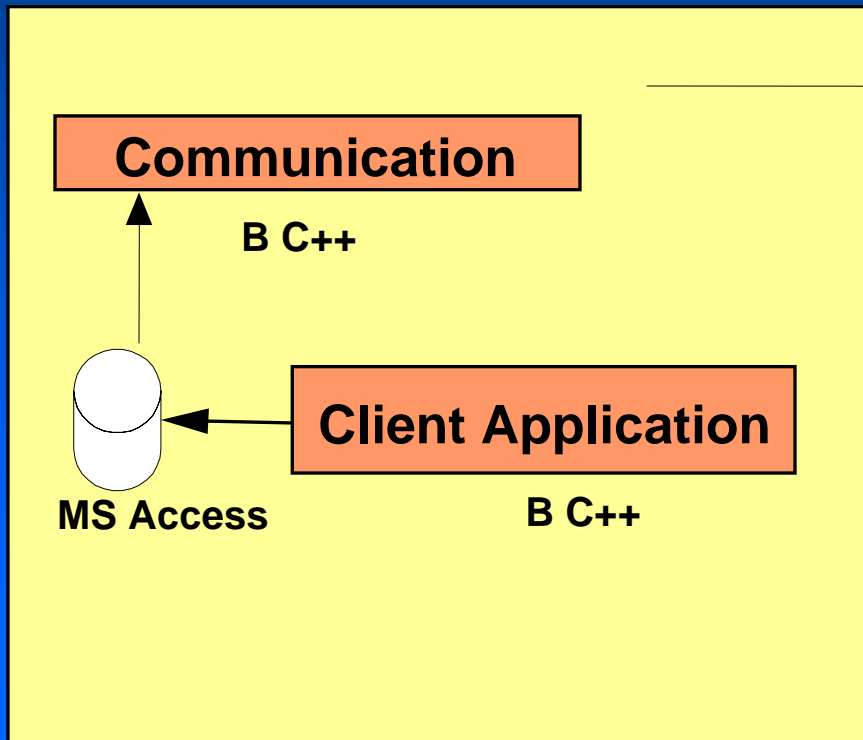 Communication
B C++
Client Application
MS Access
B C++